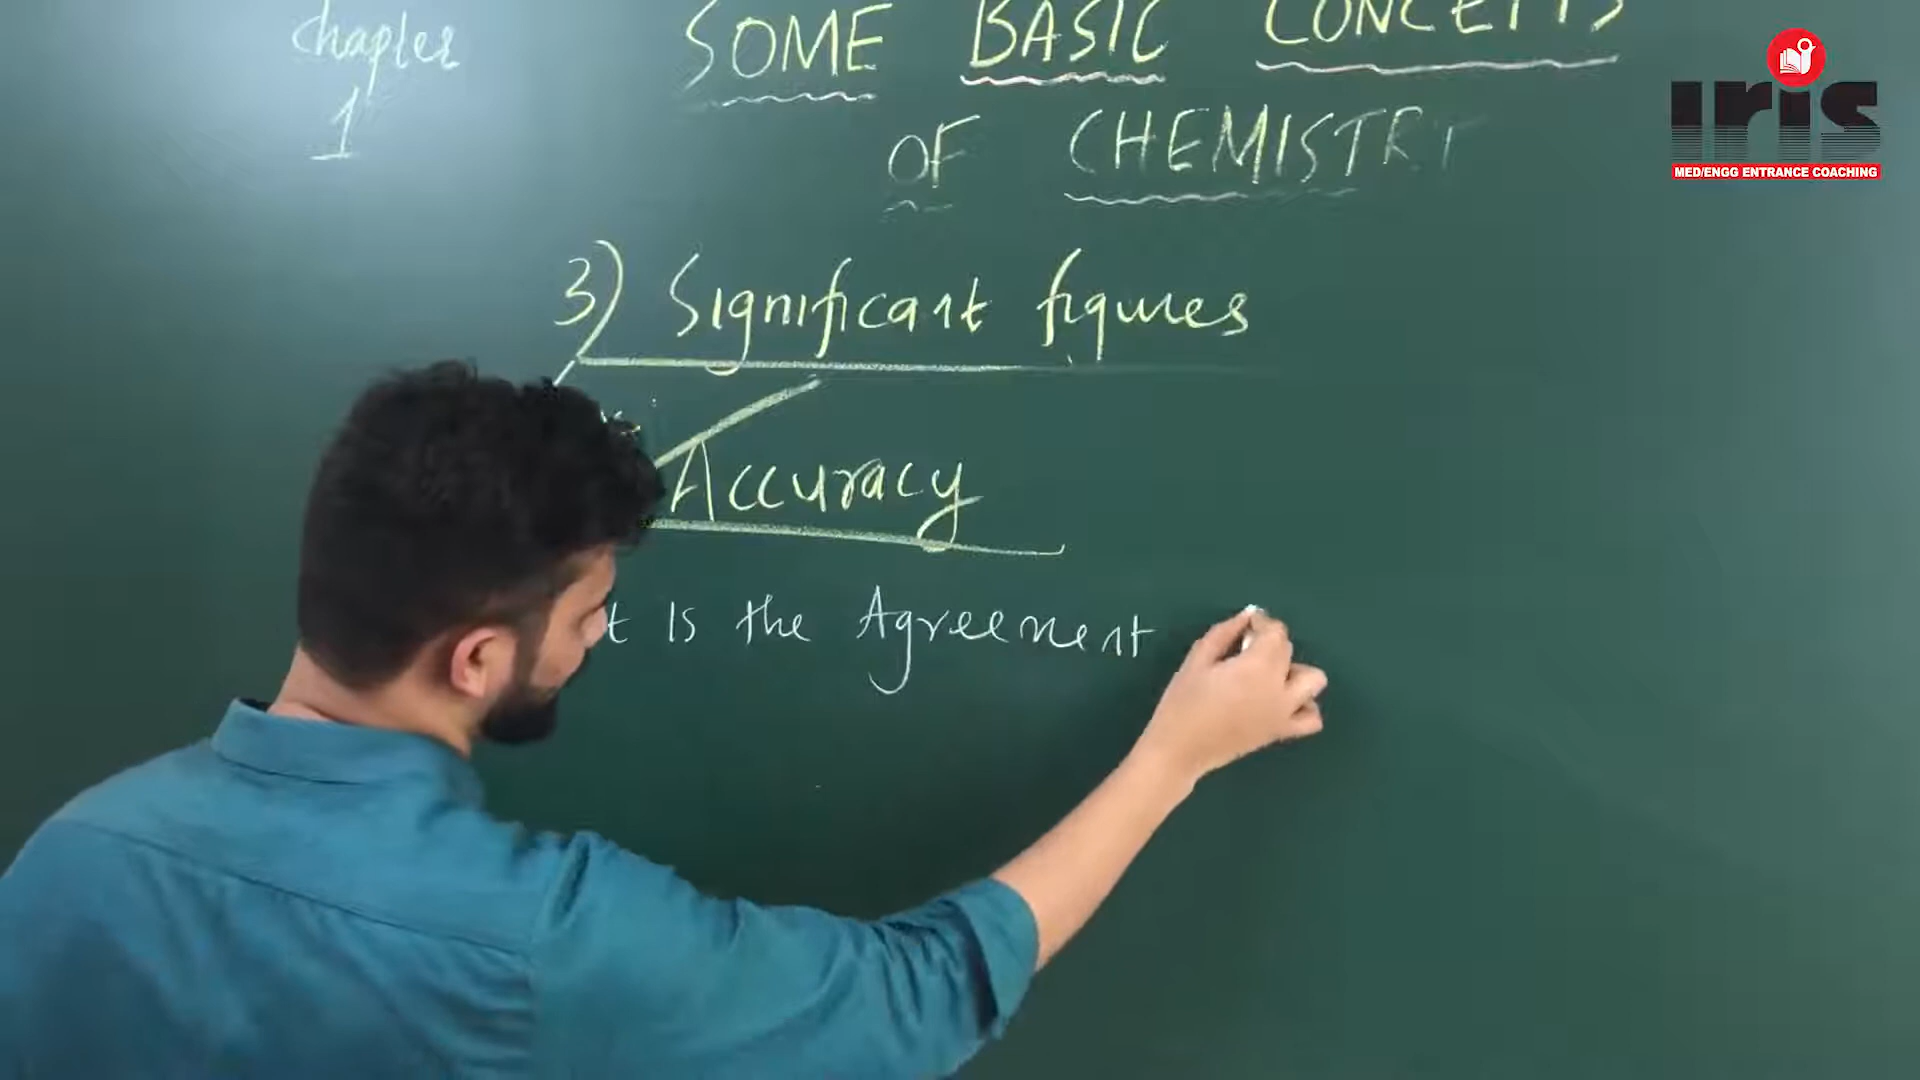 chapter
1
SOME BASIC CONCEPTS
OF CHEMISTRY
3) Significant figures
Accuracy
t Is the Agreement
Iris
MED/ENGG ENTRANCE COACHING